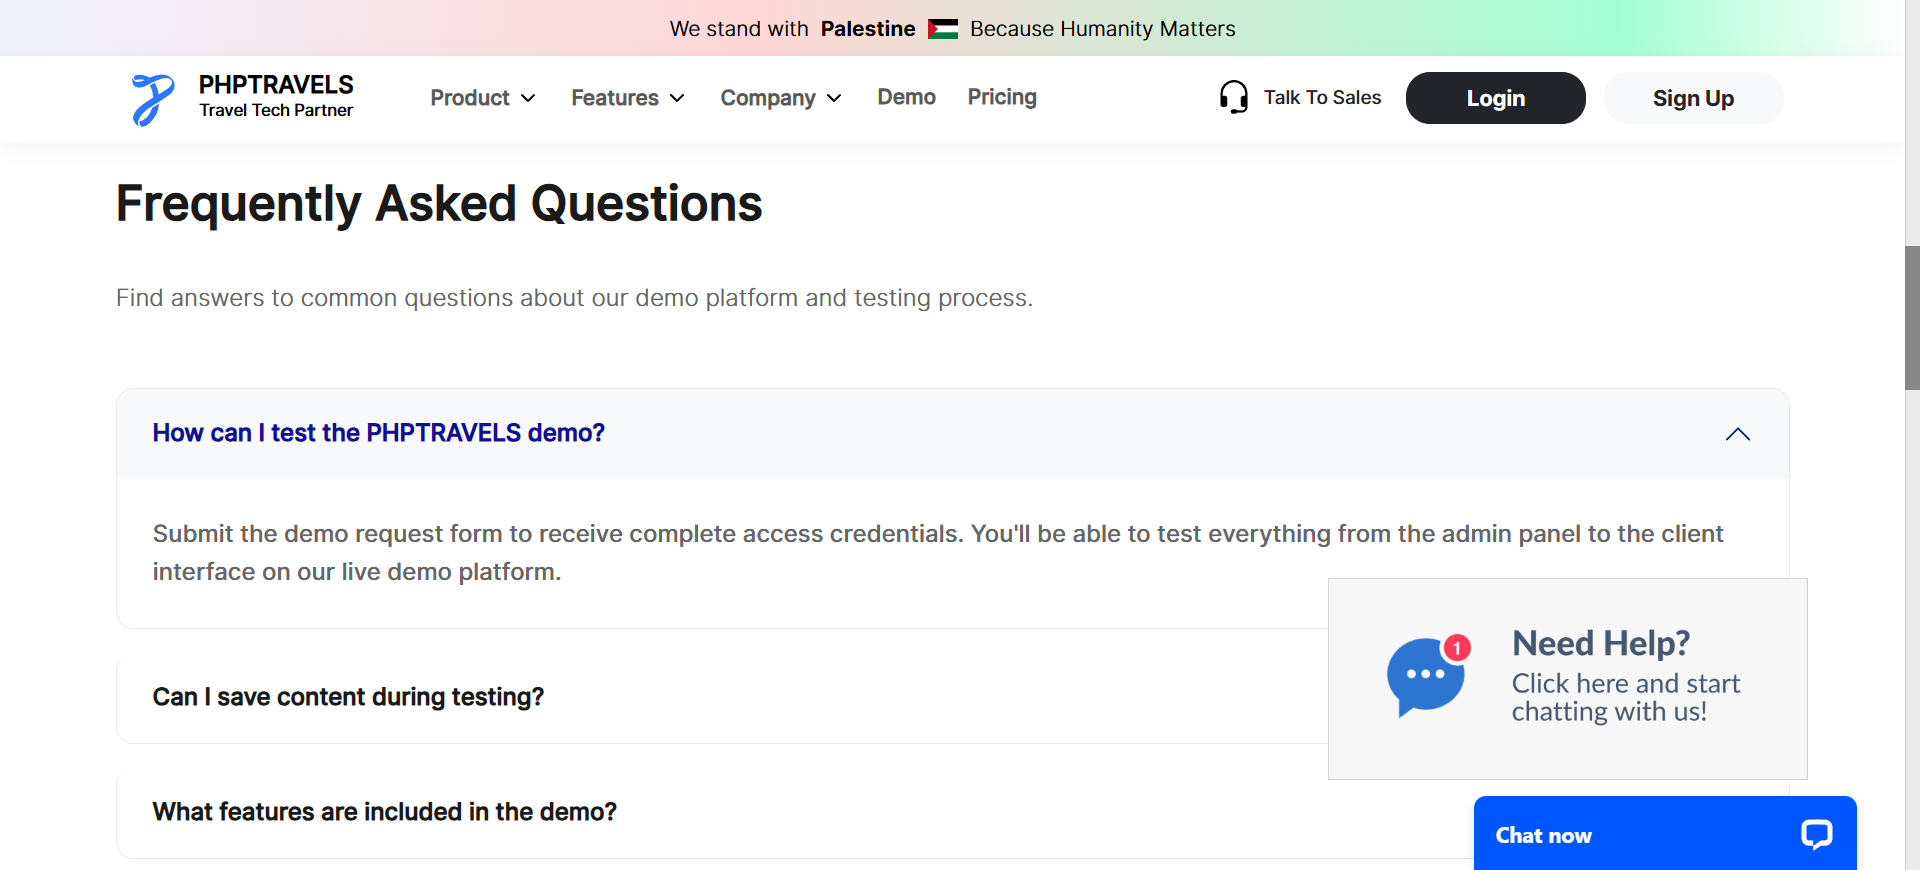 We stand with Palestine Because Humanity Matters
PHPTRAVELS
Travel Tech Partner
Product
Features
Company
Demo
Pricing
Talk To Sales
Login
Sign Up
Frequently Asked Questions
Find answers to common questions about our demo platform and testing process.
How can I test the PHPTRAVELS demo?
Submit the demo request form to receive complete access credentials. You'll be able to test everything from the admin panel to the client
interface on our live demo platform.
Can I save content during testing?
What features are included in the demo?
1
Need Help?
Click here and start
chatting with us!
Chat now